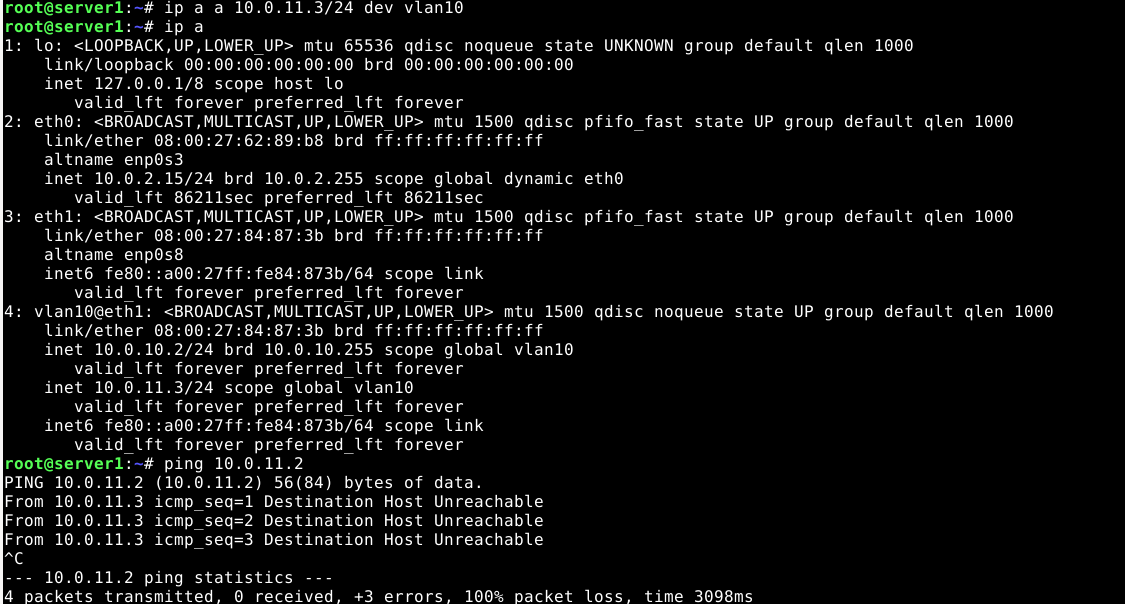 root@server1:~# ip a a 10.0.11.3/24 dev vlan10
root@server1:~# ip a
1: lo: <LOOPBACK,UP,LOWER_UP> mtu 65536 qdisc noqueue state UNKNOWN group default qlen 1000
    link/loopback 00:00:00:00:00:00 brd 00:00:00:00:00:00
    inet 127.0.0.1/8 scope host lo
       valid_lft forever preferred_lft forever
2: eth0: <BROADCAST,MULTICAST,UP,LOWER_UP> mtu 1500 qdisc pfifo_fast state UP group default qlen 1000
    link/ether 08:00:27:62:89:b8 brd ff:ff:ff:ff:ff:ff
    altname enp0s3
    inet 10.0.2.15/24 brd 10.0.2.255 scope global dynamic eth0
       valid_lft 86211sec preferred_lft 86211sec
3: eth1: <BROADCAST,MULTICAST,UP,LOWER_UP> mtu 1500 qdisc pfifo_fast state UP group default qlen 1000
    link/ether 08:00:27:84:87:3b brd ff:ff:ff:ff:ff:ff
    altname enp0s8
    inet6 fe80::a00:27ff:fe84:873b/64 scope link
       valid_lft forever preferred_lft forever
4: vlan10@eth1: <BROADCAST,MULTICAST,UP,LOWER_UP> mtu 1500 qdisc noqueue state UP group default qlen 1000
    link/ether 08:00:27:84:87:3b brd ff:ff:ff:ff:ff:ff
    inet 10.0.10.2/24 brd 10.0.10.255 scope global vlan10
       valid_lft forever preferred_lft forever
    inet 10.0.11.3/24 scope global vlan10
       valid_lft forever preferred_lft forever
    inet6 fe80::a00:27ff:fe84:873b/64 scope link
       valid_lft forever preferred_lft forever
root@server1:~# ping 10.0.11.2
PING 10.0.11.2 (10.0.11.2) 56(84) bytes of data.
From 10.0.11.3 icmp_seq=1 Destination Host Unreachable
From 10.0.11.3 icmp_seq=2 Destination Host Unreachable
From 10.0.11.3 icmp_seq=3 Destination Host Unreachable
^C
--- 10.0.11.2 ping statistics ---
4 packets transmitted, 0 received, +3 errors, 100% packet loss, time 3098ms